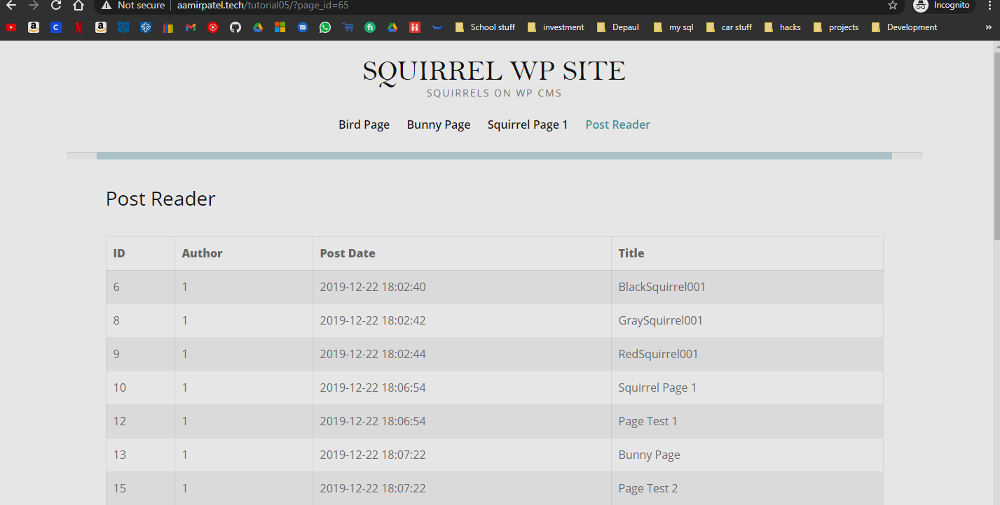 Not secure aamirpatel.tech/tutorial05/?page_id=65 Incognito
School stuff investment Depaul my sql car stuff hacks projects Development »
SQUIRREL WP SITE
SQUIRRELS ON WP CMS
Bird Page Bunny Page Squirrel Page 1 Post Reader
Post Reader
ID Author Post Date Title
6 1 2019-12-22 18:02:40 BlackSquirrel001
8 1 2019-12-22 18:02:42 GraySquirrel001
9 1 2019-12-22 18:02:44 RedSquirrel001
10 1 2019-12-22 18:06:54 Squirrel Page 1
12 1 2019-12-22 18:06:54 Page Test 1
13 1 2019-12-22 18:07:22 Bunny Page
15 1 2019-12-22 18:07:22 Page Test 2